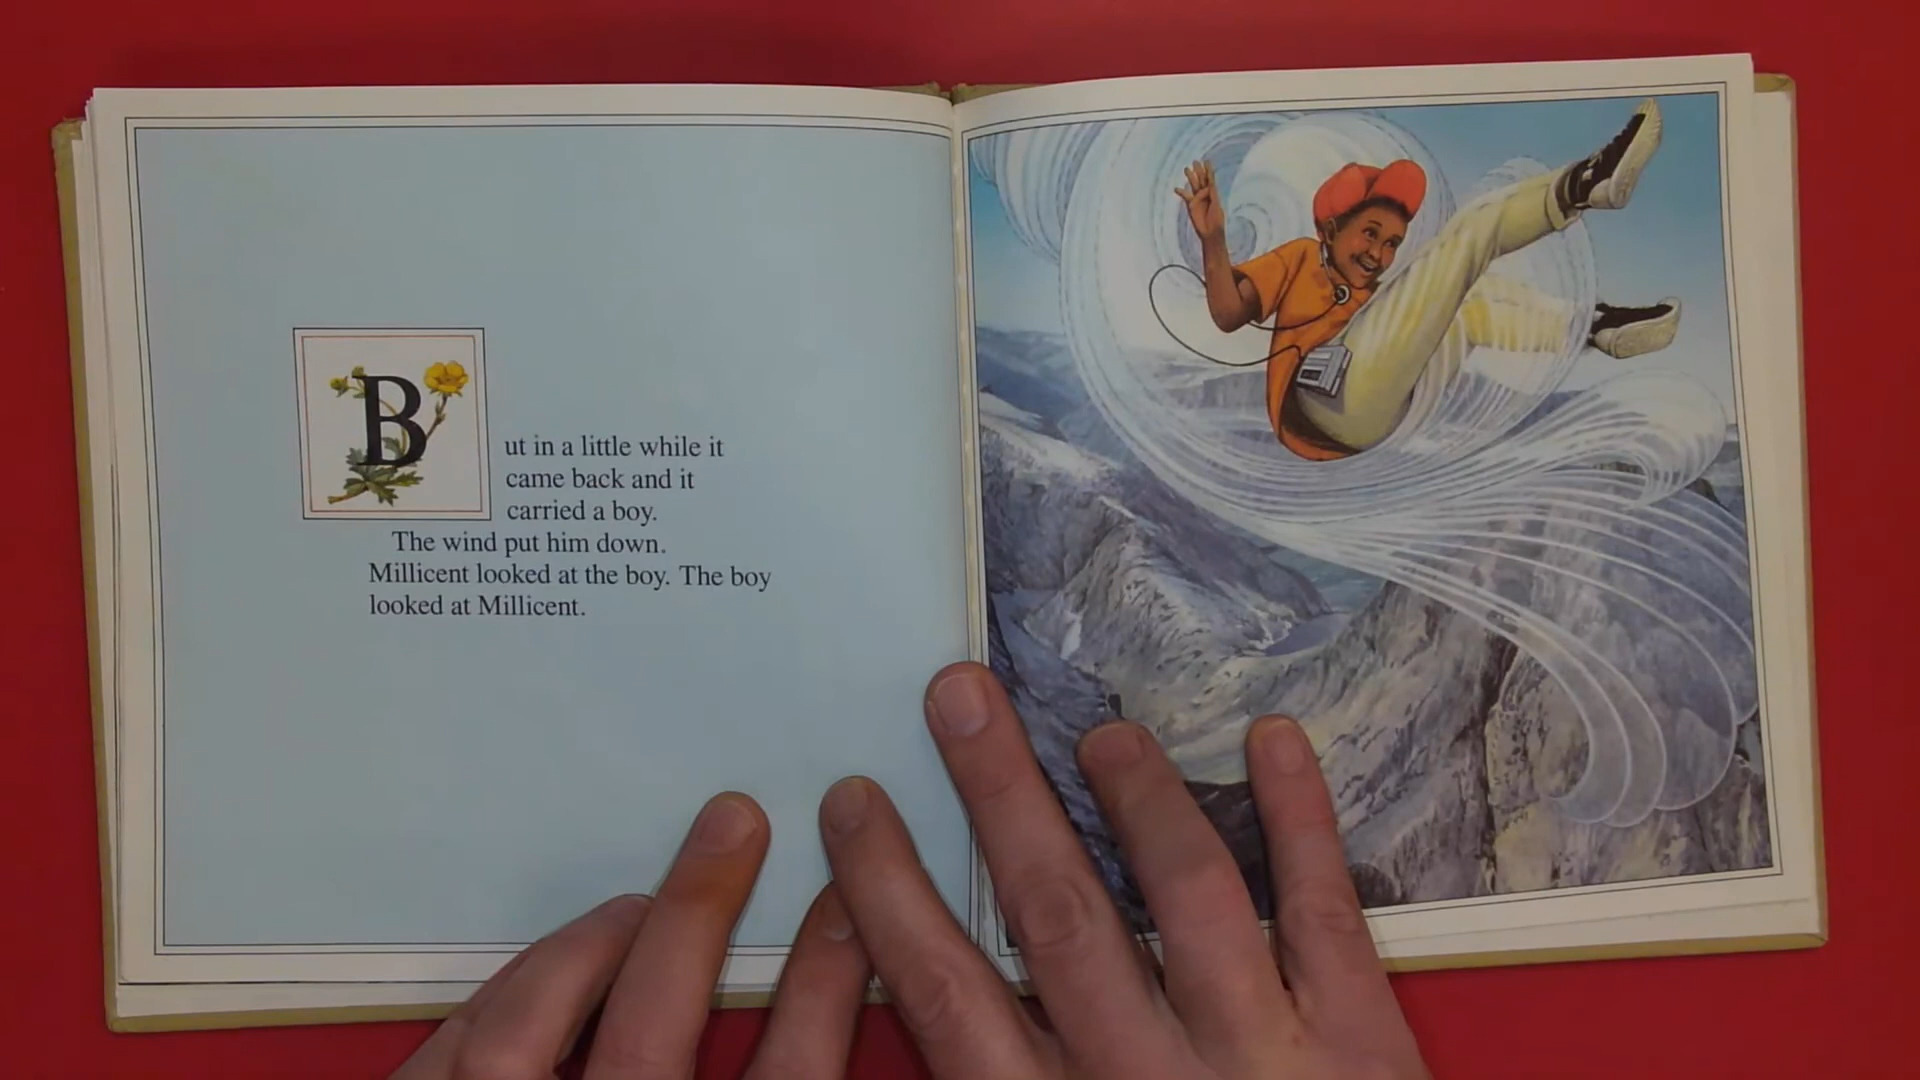 But in a little while it
came back and it
carried a boy.
The wind put him down.
Millicent looked at the boy. The boy
looked at Millicent.